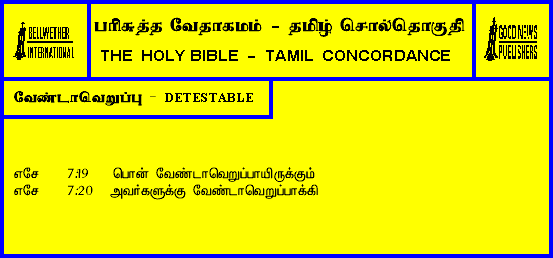 BELLWETHER
INTERNATIONAL
பரிசுத்த வேதாகமம் - தமிழ் சொல்தொகுதி
THE HOLY BIBLE - TAMIL CONCORDANCE
GOOD NEWS
PUBLISHERS
வேண்டாவெறுப்பு - DETESTABLE
எசே 7:19 பொன் வேண்டாவெறுப்பாயிருக்கும்
எசே 7:20 அவர்களுக்கு வேண்டாவெறுப்பாக்கி